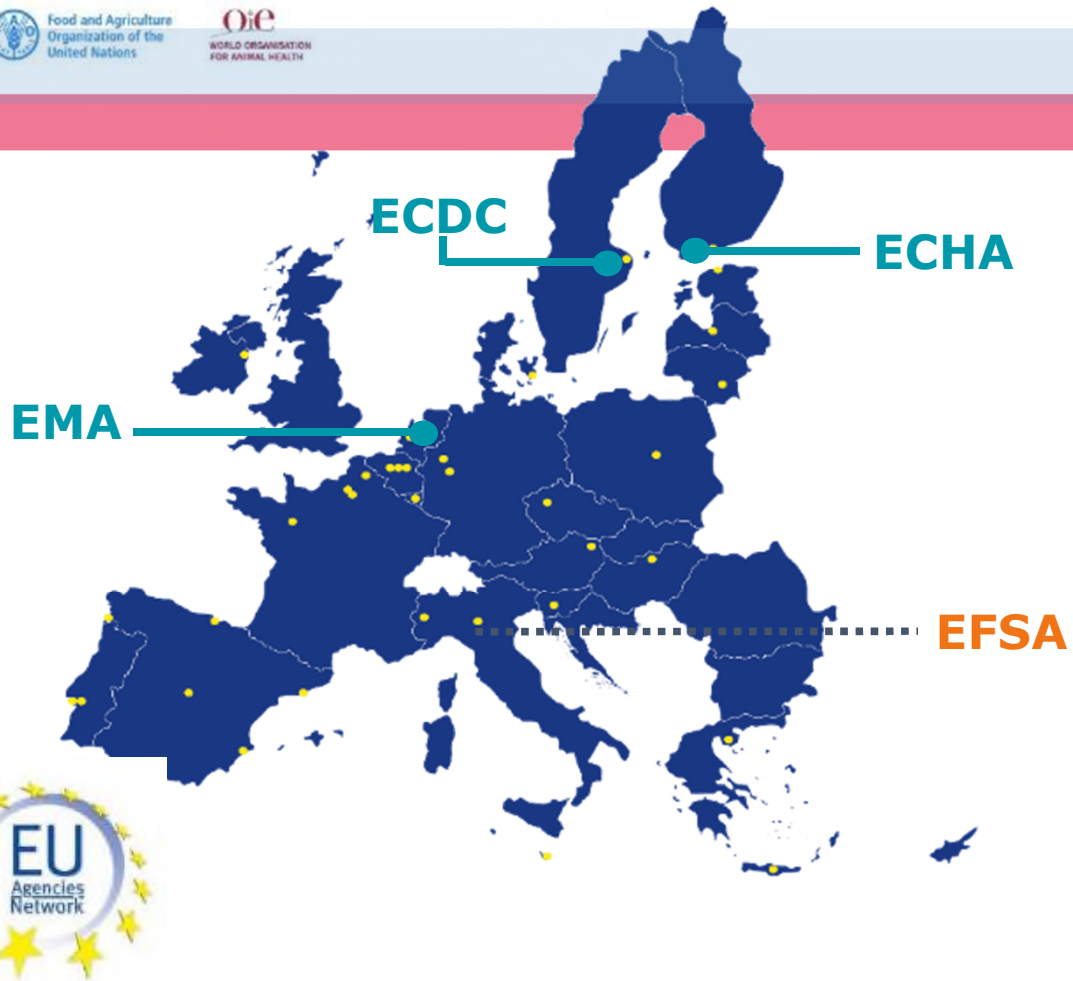 Food and Agriculture
Organization of the
United Nations
OiE
WORLD ORGANISATION
FOR ANIMAL HEALTH
ECDC
ECHA
EMA
EFSA
EU
Agencies
Network